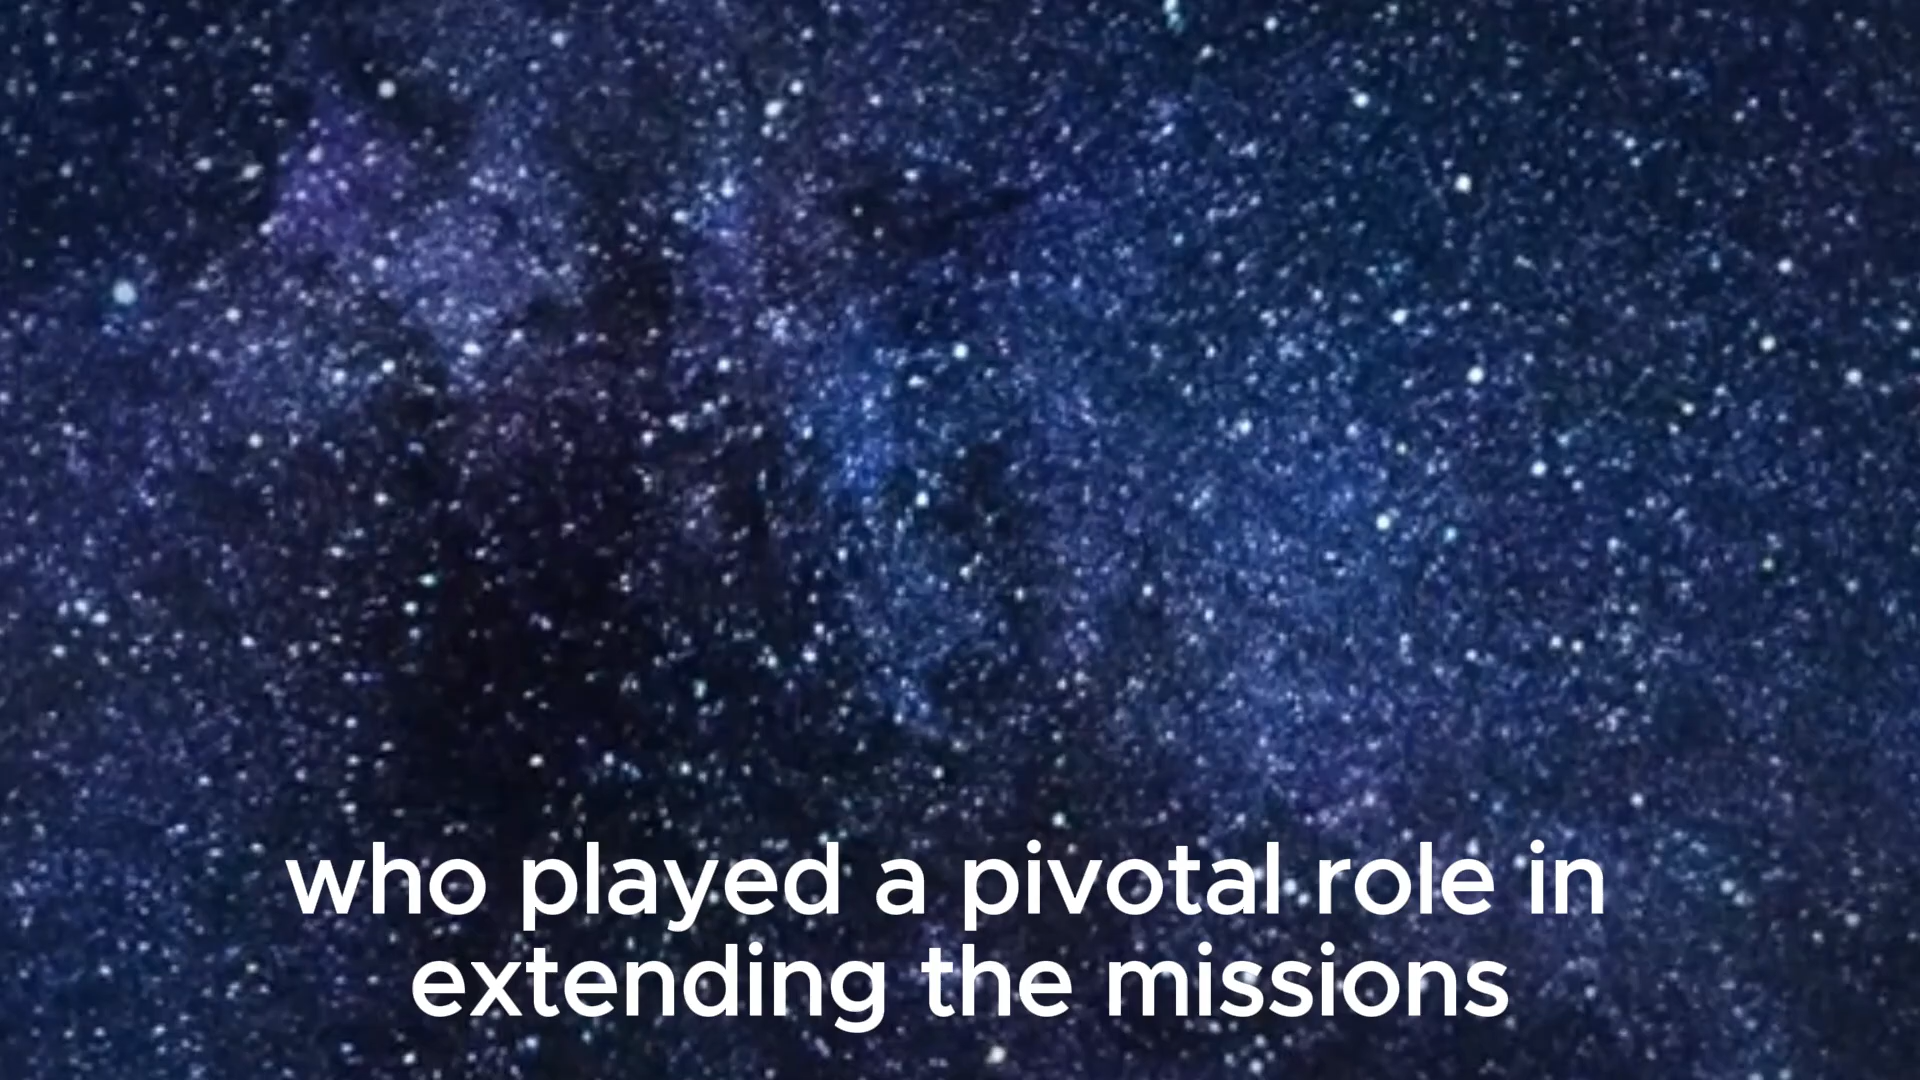 who played a pivotal role in
extending the missions